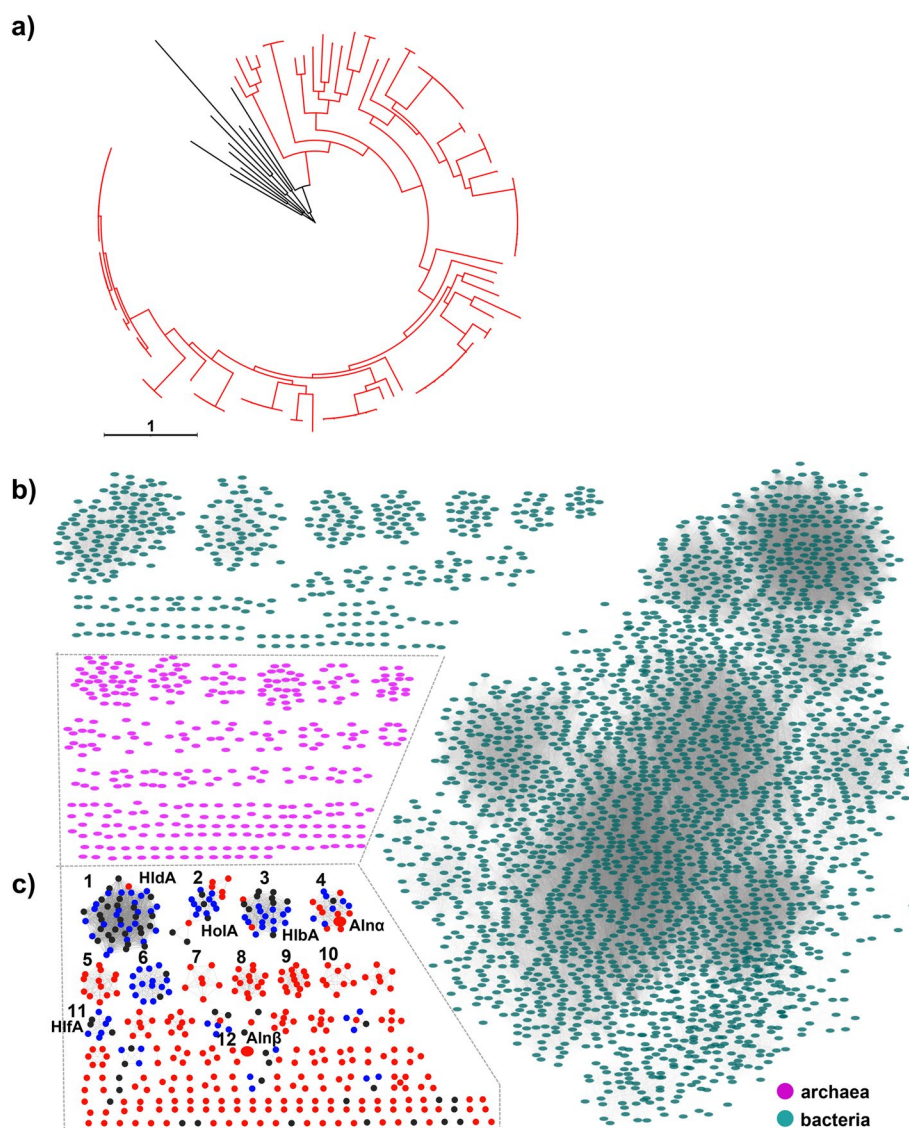 a)
1
b)
c)
1 HldA 2 3 4
HolA HlbA Alnα
5 6 7 8 9 10
11
HlfA
12 Alnβ
archaea
bacteria